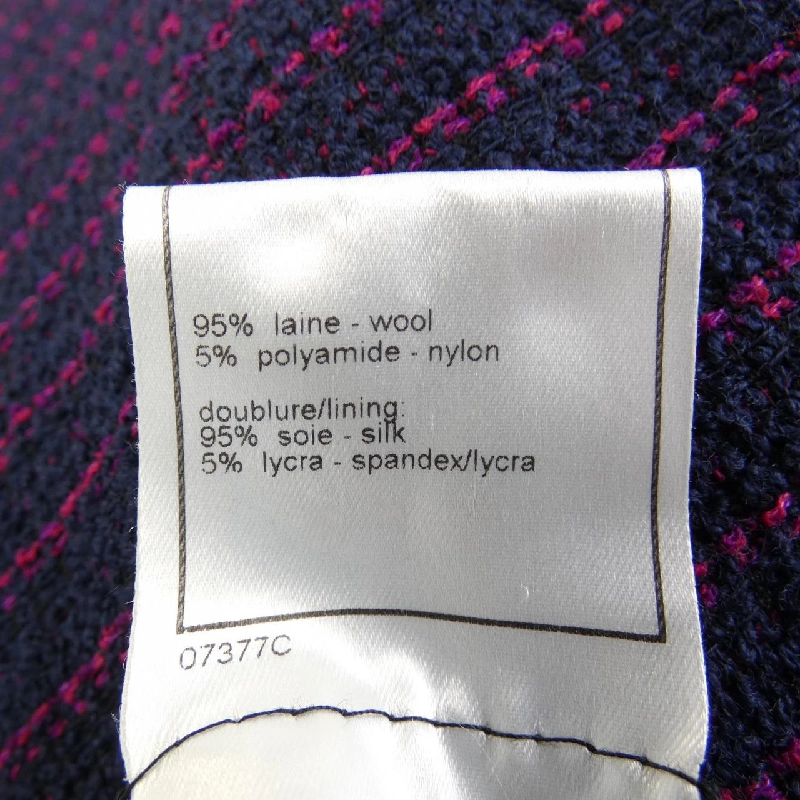 95% laine - wool
5% polyamide - nylon
doublure/lining:
95% soie - silk
5% lycra - spandex/lycra
07377C